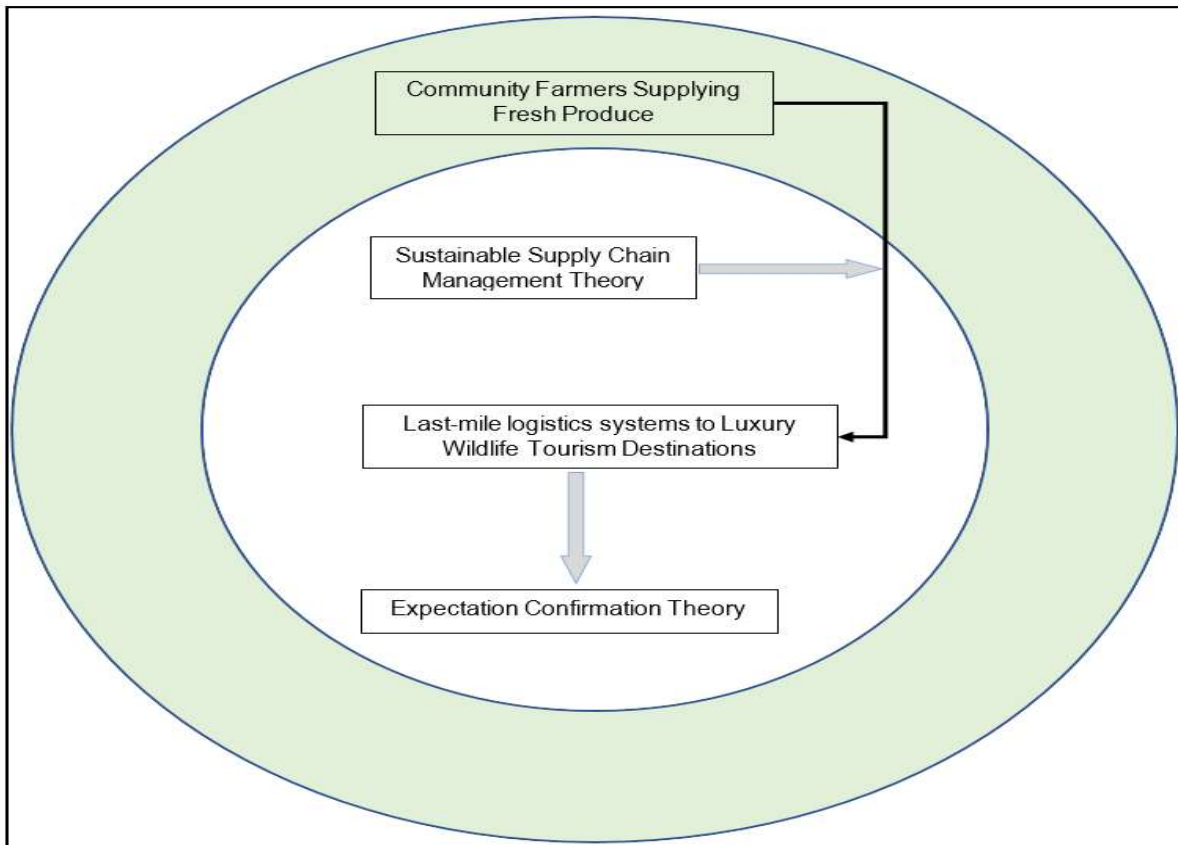 Community Farmers Supplying
Fresh Produce
Sustainable Supply Chain
Management Theory
Last-mile logistics systems to Luxury
Wildlife Tourism Destinations
Expectation Confirmation Theory